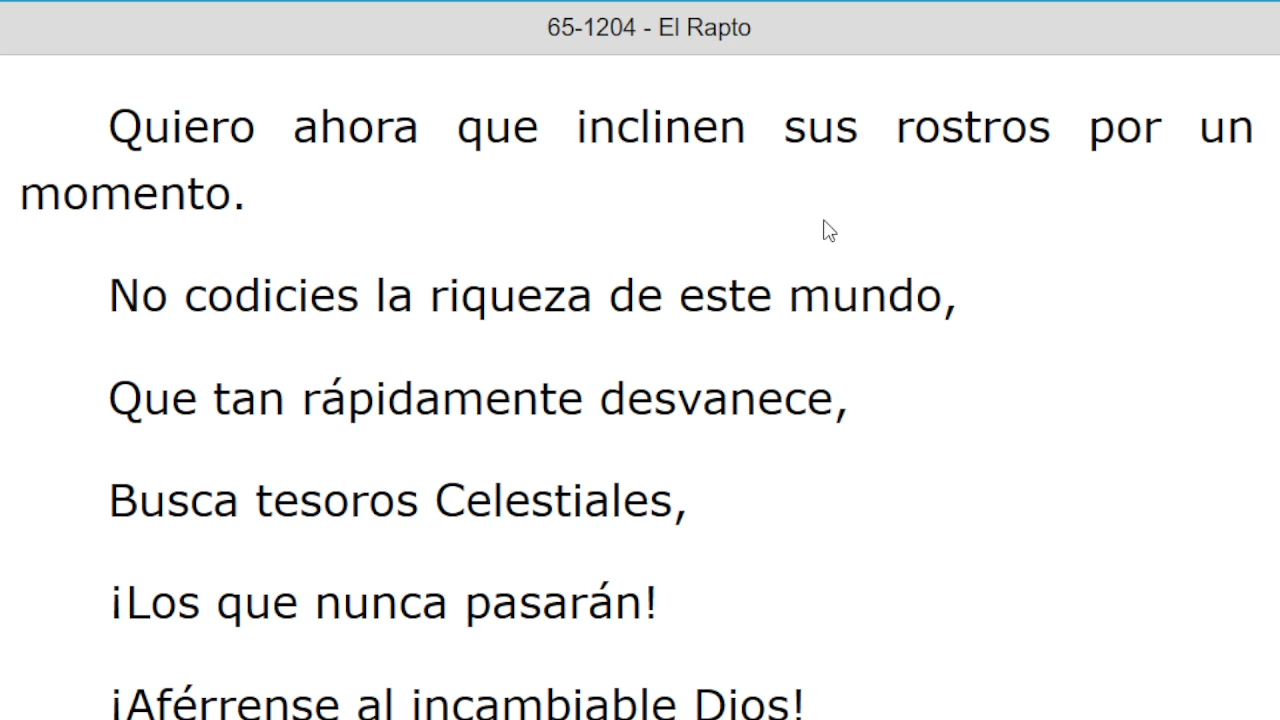 65-1204 - El Rapto
Quiero ahora que inclinen sus rostros por un
momento.
No codicies la riqueza de este mundo,
Que tan rápidamente desvanece,
Busca tesoros Celestiales,
¡Los que nunca pasarán!
¡Aférrense al incambiable Dios!